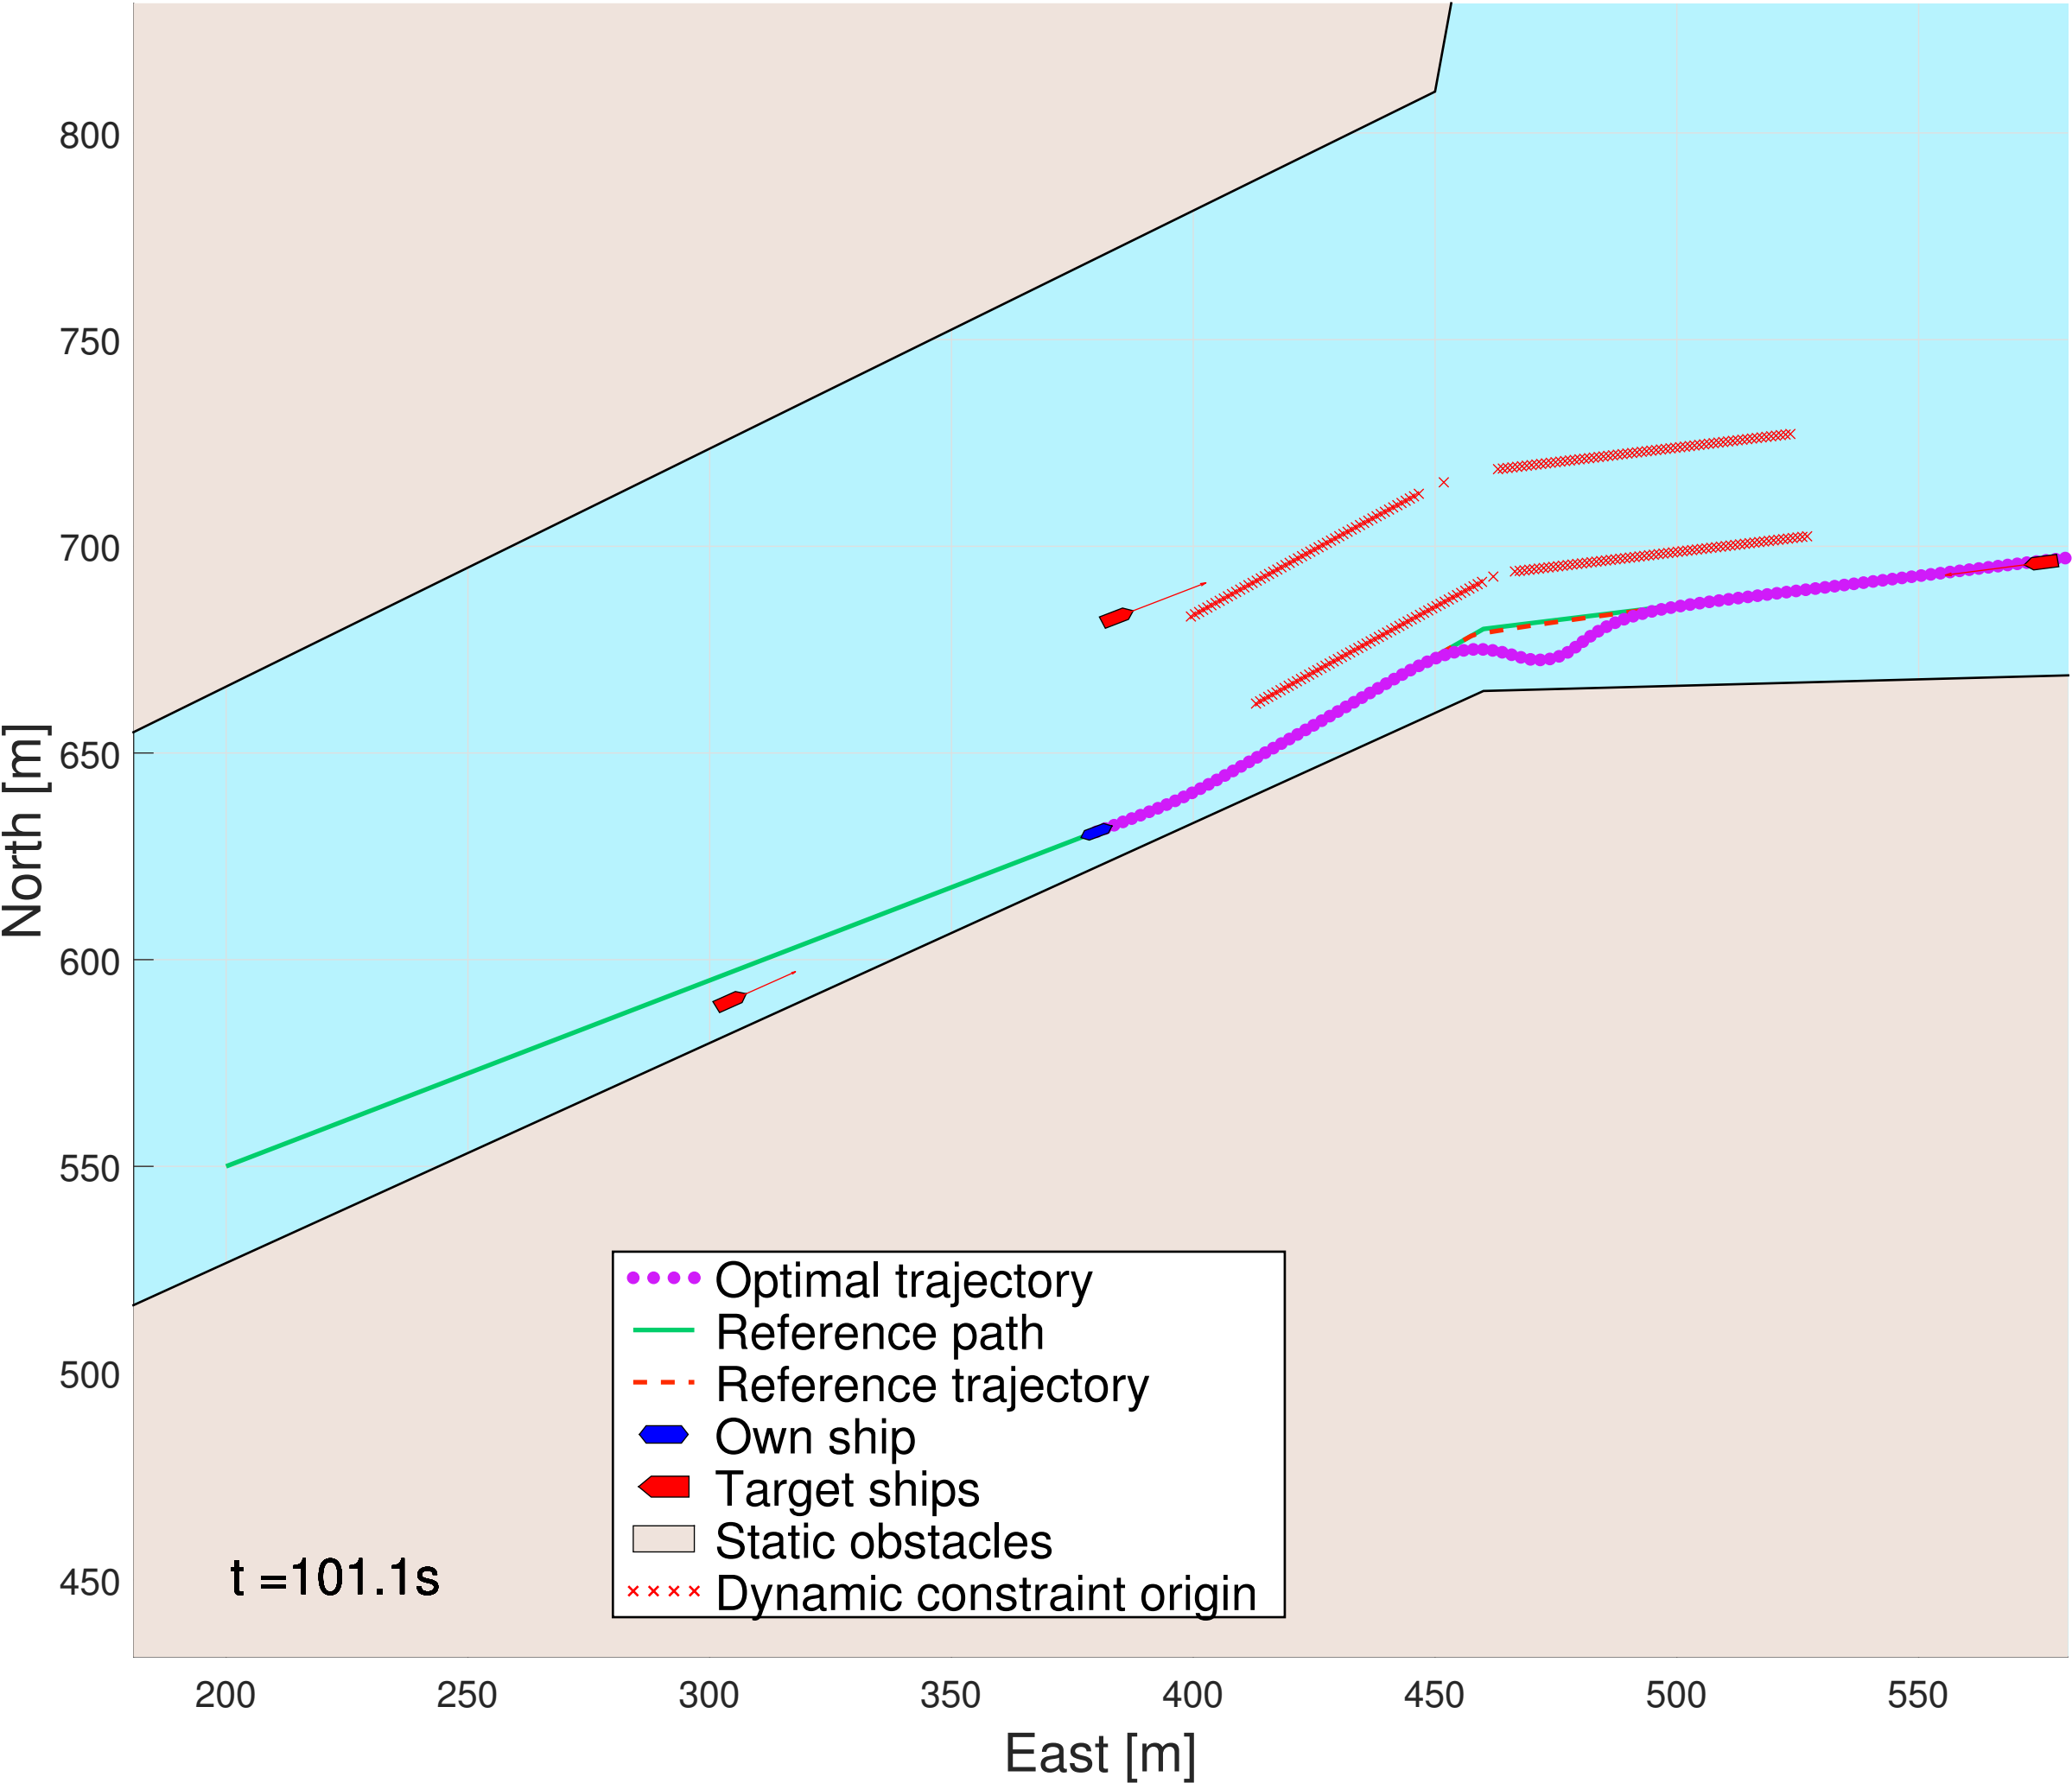 800
750
700
650
600
550
500
450
North [m]
Optimal trajectory
Reference path
Reference trajectory
Own ship
Target ships
Static obstacles
Dynamic constraint origin
t =101.1s
200 250 300 350 400 450 500 550
East [m]